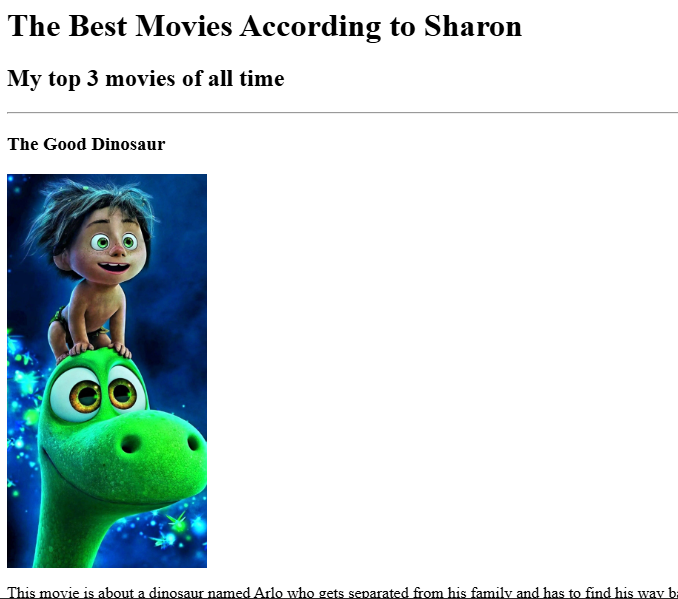 The Best Movies According to Sharon
My top 3 movies of all time
The Good Dinosaur
This movie is about a dinosaur named Arlo who gets separated from his family and has to find his way